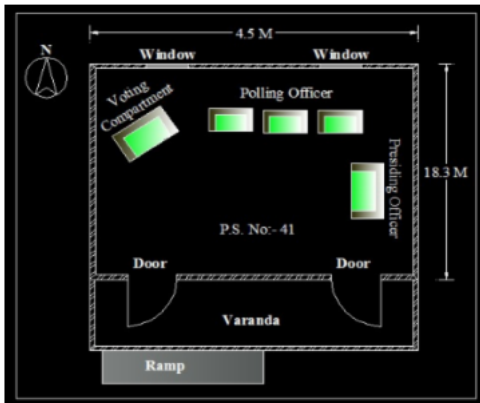 4.5 M
N
Window
Window
Voting
Compartment
Polling Officer
Presiding Officer
18.3 M
P.S. No:- 41
Door
Door
Varanda
Ramp